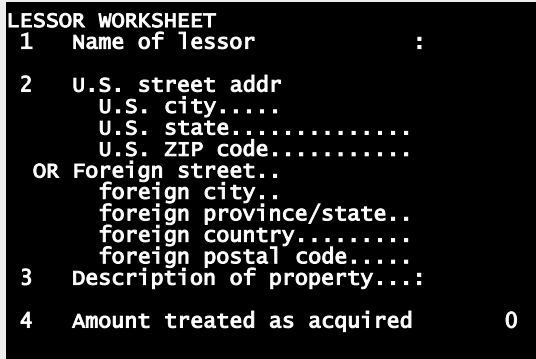 LESSOR WORKSHEET
1 Name of lessor :
2 U.S. street addr
U.S. city.....
U.S. state..............
U.S. ZIP code...........
OR Foreign street..
foreign city..
foreign province/state..
foreign country.........
foreign postal code.....
3 Description of property...:
4 Amount treated as acquired 0